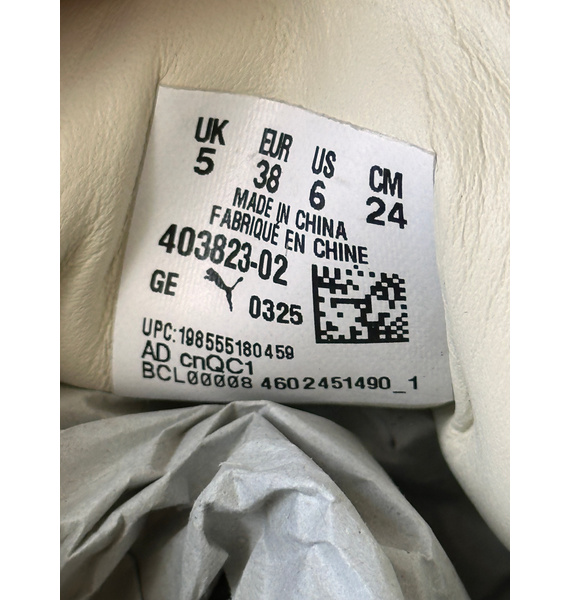 UK EUR US CM
5 38 6 24
MADE IN CHINA
FABRIQUÉ EN CHINE
403823-02
GE 0325
UPC:198555180459
AD cnQC1
BCL00008 4602451490_1